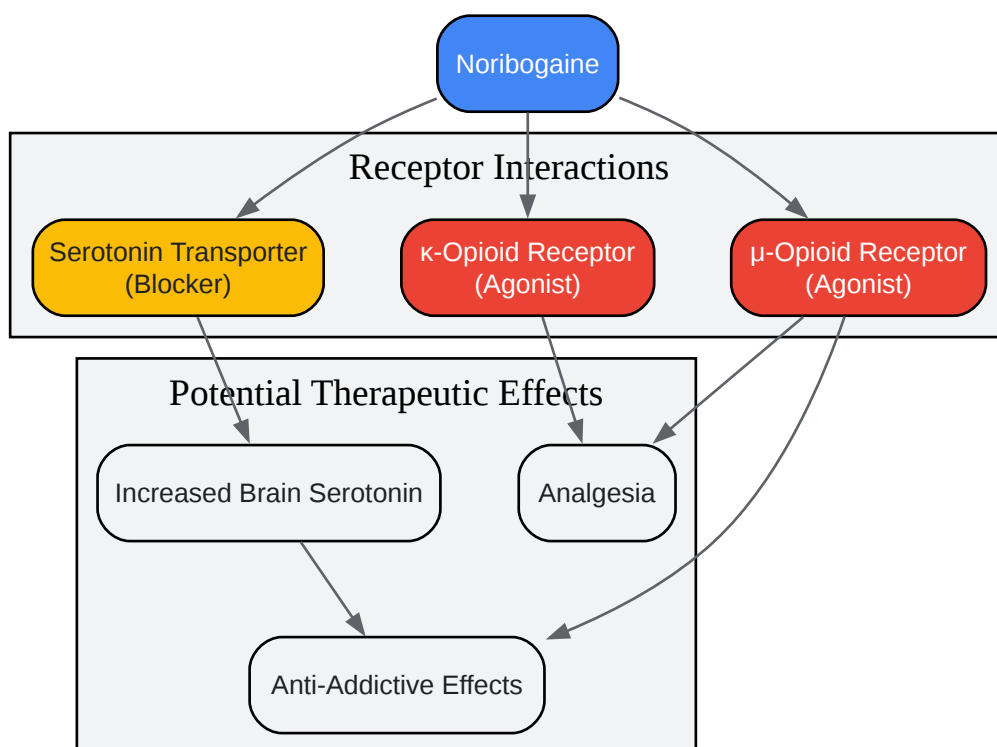 Noribogaine
Receptor Interactions
Serotonin Transporter
(Blocker)
κ-Opioid Receptor
(Agonist)
μ-Opioid Receptor
(Agonist)
Potential Therapeutic Effects
Increased Brain Serotonin
Analgesia
Anti-Addictive Effects